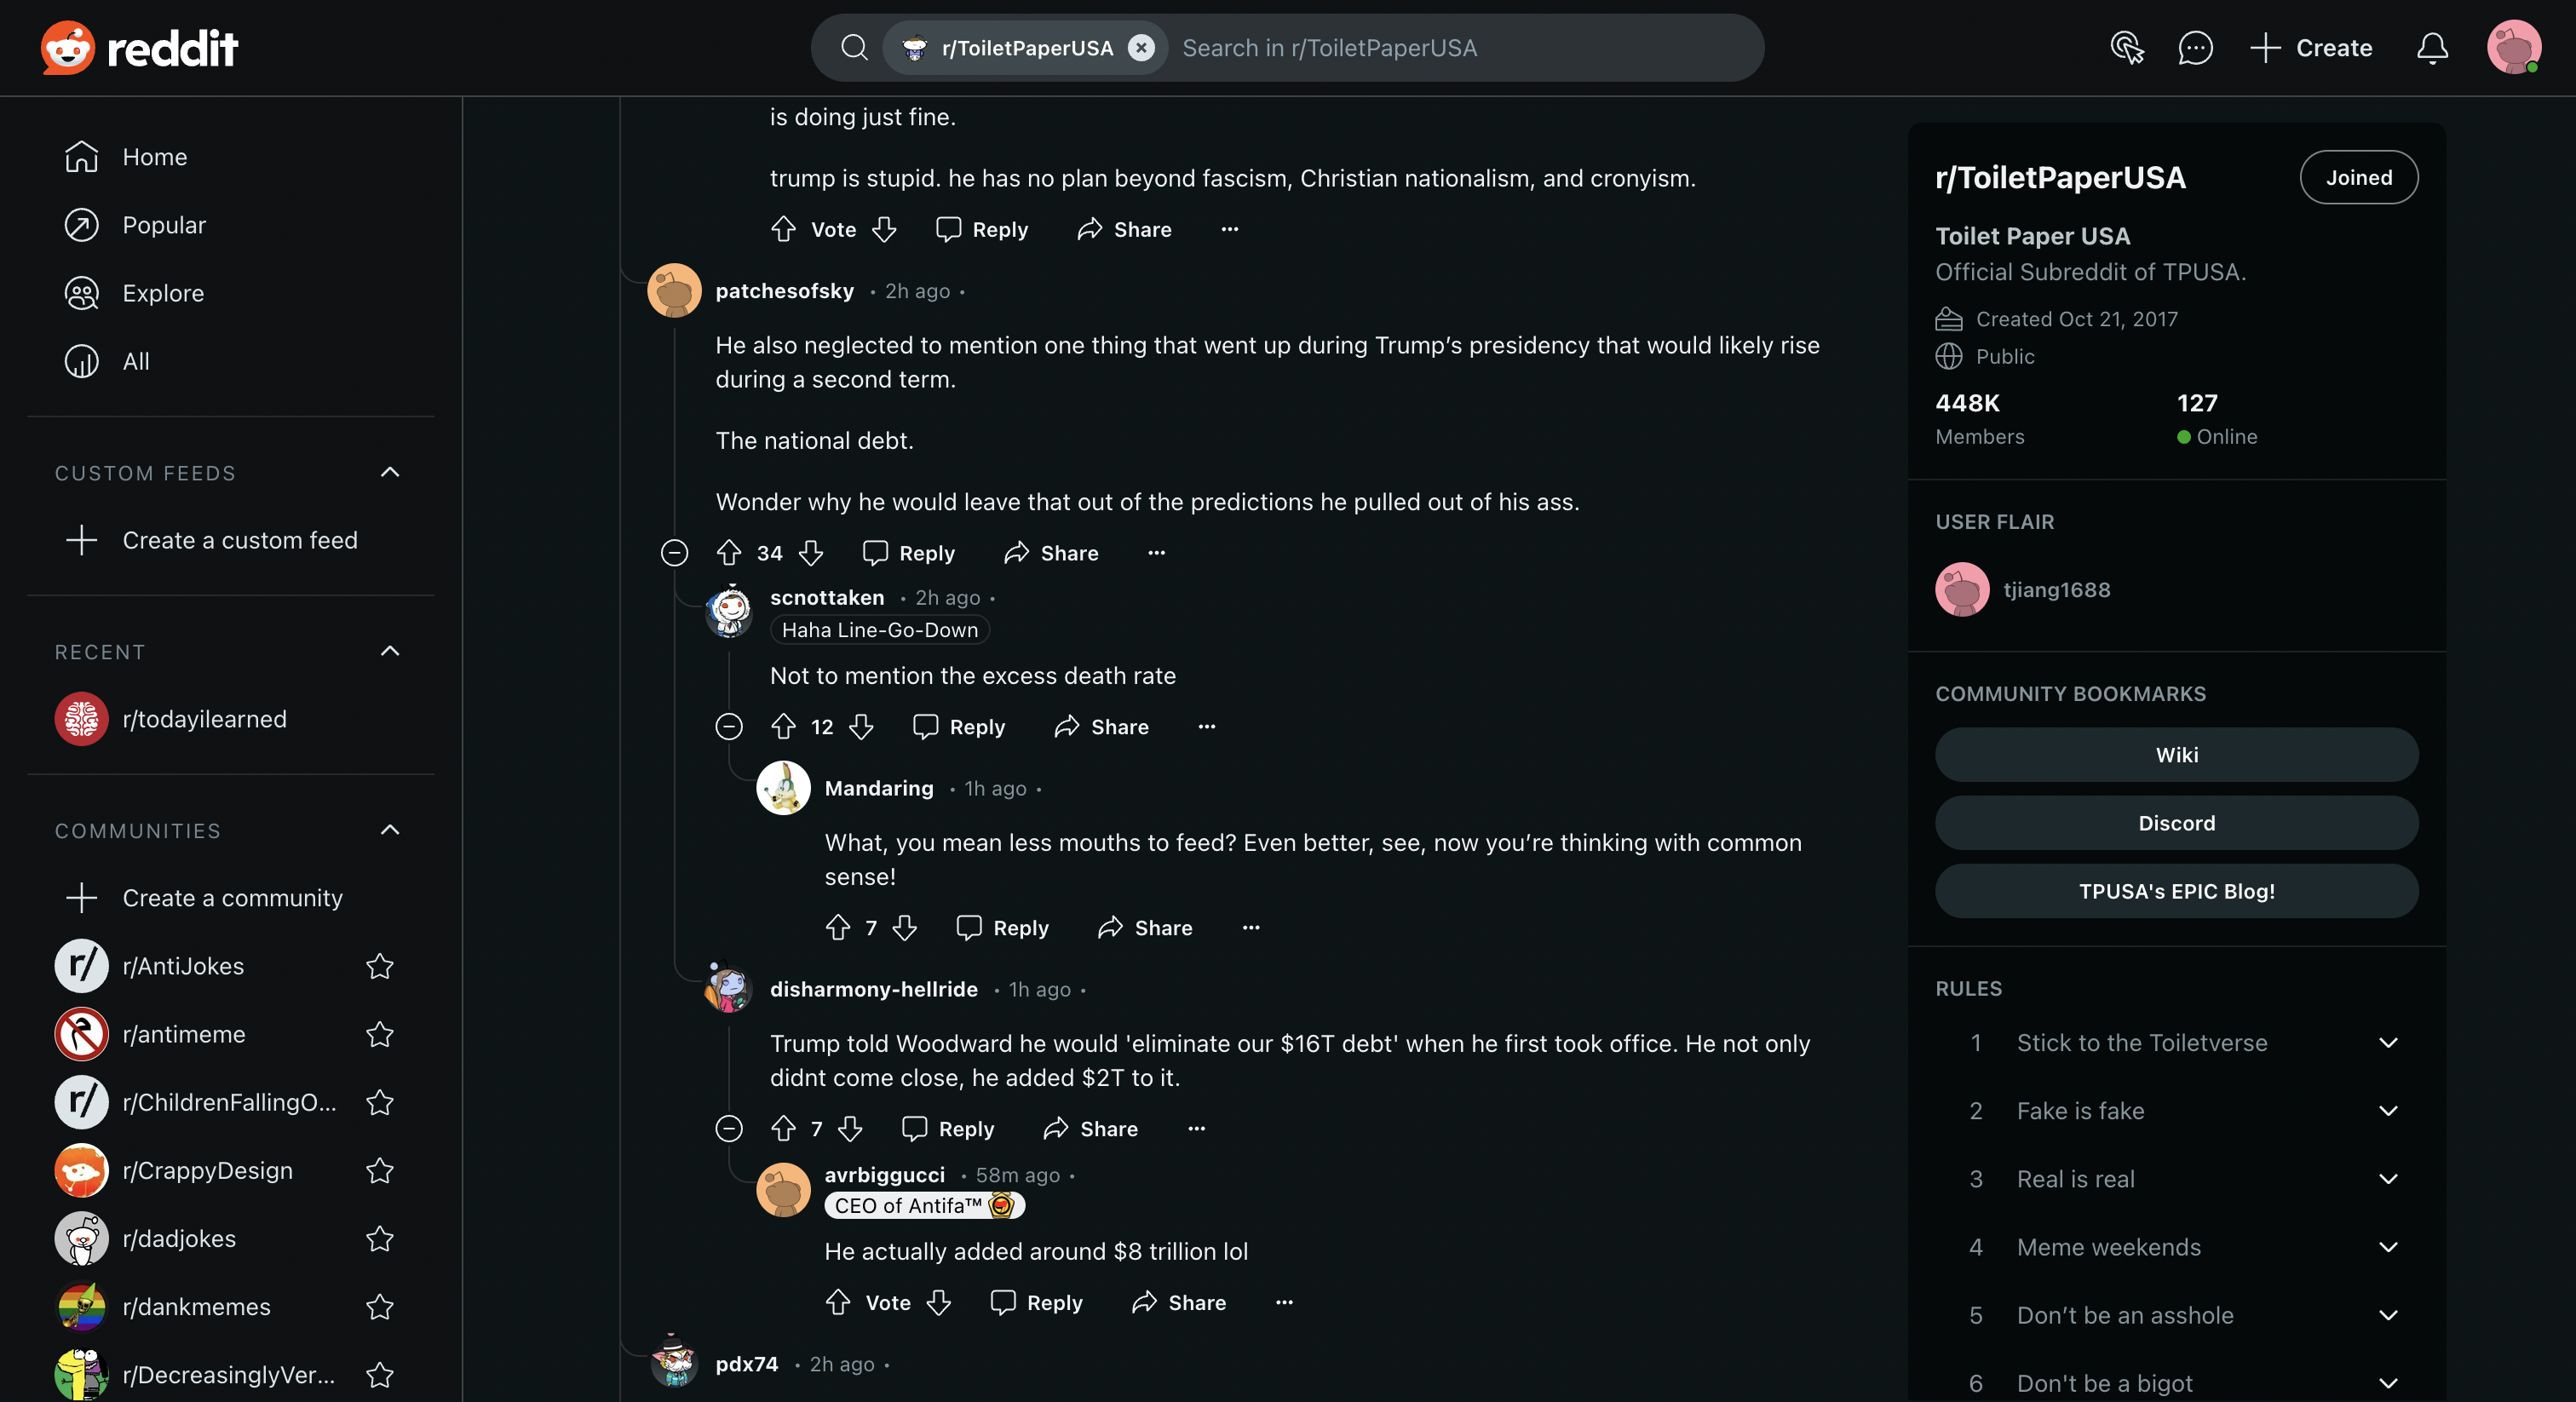 reddit
r/ToiletPaperUSA
Search in r/ToiletPaperUSA
Create
Home
Popular
Explore
All
CUSTOM FEEDS
Create a custom feed
RECENT
r/todayilearned
COMMUNITIES
Create a community
r/
r/AntiJokes
r/antimeme
r/
r/ChildrenFallingO...
r/CrappyDesign
r/dadjokes
r/dankmemes
r/DecreasinglyVer...
is doing just fine.
trump is stupid. he has no plan beyond fascism, Christian nationalism, and cronyism.
Vote Reply Share ...
patchesofsky • 2h ago •
He also neglected to mention one thing that went up during Trump’s presidency that would likely rise
during a second term.
The national debt.
Wonder why he would leave that out of the predictions he pulled out of his ass.
34 Reply Share ...
scnottaken • 2h ago •
Haha Line-Go-Down
Not to mention the excess death rate
12 Reply Share ...
Mandaring • 1h ago •
What, you mean less mouths to feed? Even better, see, now you’re thinking with common
sense!
7 Reply Share ...
disharmony-hellride • 1h ago •
Trump told Woodward he would 'eliminate our $16T debt' when he first took office. He not only
didnt come close, he added $2T to it.
7 Reply Share ...
avrbiggucci • 58m ago •
CEO of Antifa™
He actually added around $8 trillion lol
Vote Reply Share ...
pdx74 • 2h ago •
r/ToiletPaperUSA
Joined
Toilet Paper USA
Official Subreddit of TPUSA.
Created Oct 21, 2017
Public
448K 127
Members Online
USER FLAIR
tjiang1688
COMMUNITY BOOKMARKS
Wiki
Discord
TPUSA's EPIC Blog!
RULES
1 Stick to the Toiletverse
2 Fake is fake
3 Real is real
4 Meme weekends
5 Don’t be an asshole
6 Don't be a bigot